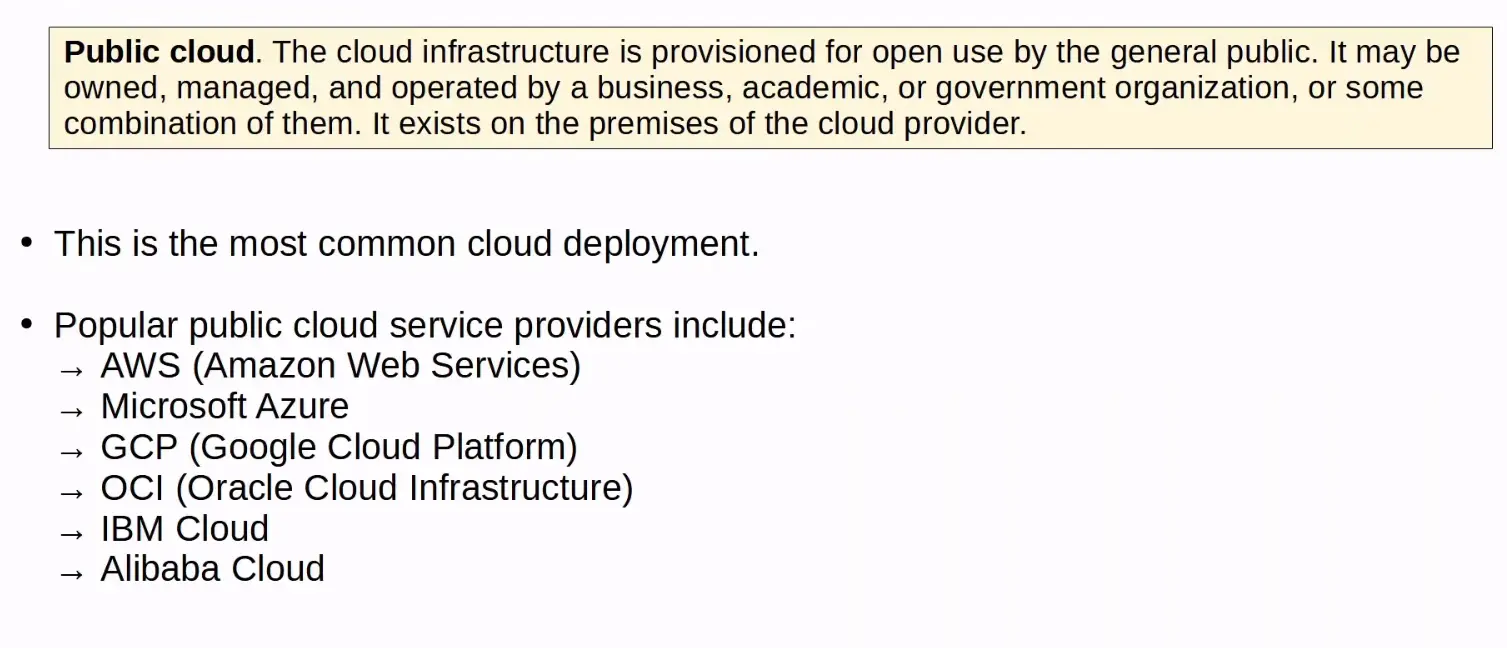 Public cloud. The cloud infrastructure is provisioned for open use by the general public. It may be
owned, managed, and operated by a business, academic, or government organization, or some
combination of them. It exists on the premises of the cloud provider.
• This is the most common cloud deployment.
• Popular public cloud service providers include:
→ AWS (Amazon Web Services)
→ Microsoft Azure
→ GCP (Google Cloud Platform)
→ OCI (Oracle Cloud Infrastructure)
→ IBM Cloud
→ Alibaba Cloud